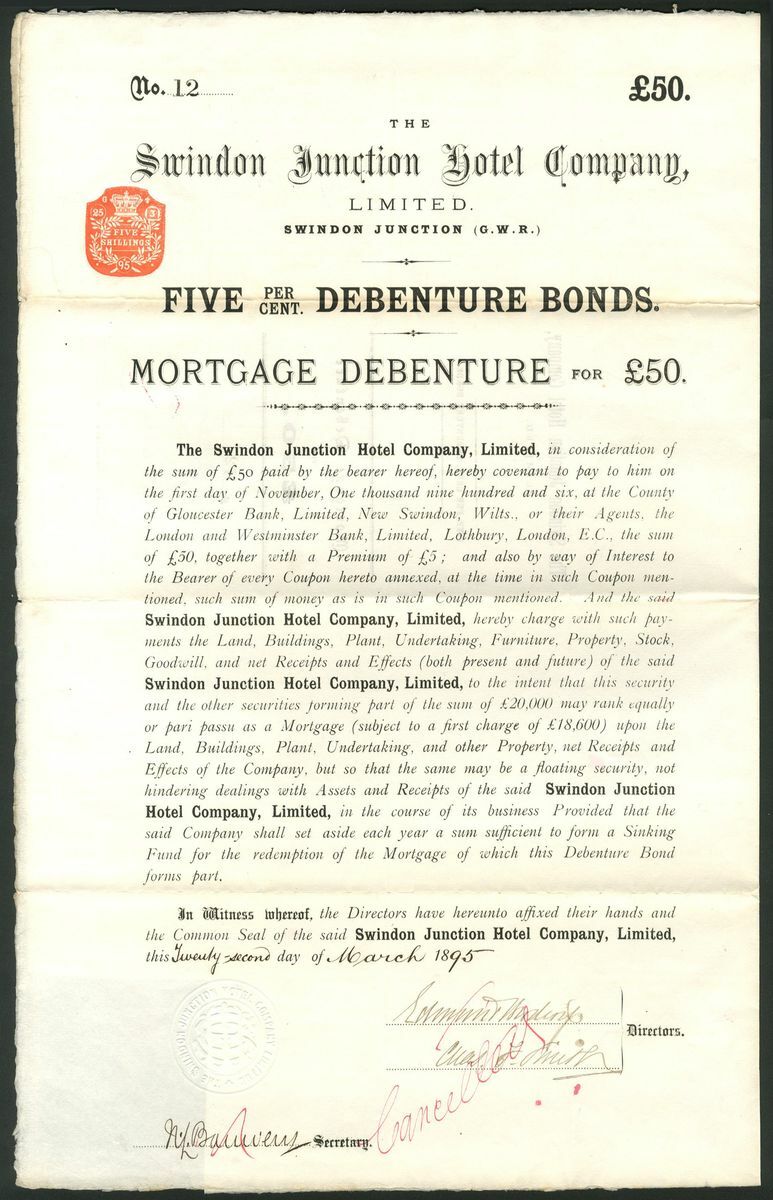 No. 12 £50.
THE
Swindon Junction Hotel Company,
LIMITED.
SWINDON JUNCTION (G.W.R.)
G 4
25 3
FIVE
SHILLINGS
95
FIVE PER CENT. DEBENTURE BONDS.
MORTGAGE DEBENTURE FOR £50.
The Swindon Junction Hotel Company, Limited, in consideration of
the sum of £50 paid by the bearer hereof, hereby covenant to pay to him on
the first day of November, One thousand nine hundred and six, at the County
of Gloucester Bank, Limited, New Swindon, Wilts., or their Agents, the
London and Westminster Bank, Limited, Lothbury, London, E.C., the sum
of £50, together with a Premium of £5; and also by way of Interest to
the Bearer of every Coupon hereto annexed, at the time in such Coupon men-
tioned, such sum of money as is in such Coupon mentioned. And the said
Swindon Junction Hotel Company, Limited, hereby charge with such pay-
ments the Land, Buildings, Plant, Undertaking, Furniture, Property, Stock,
Goodwill, and net Receipts and Effects (both present and future) of the said
Swindon Junction Hotel Company, Limited, to the intent that this security
and the other securities forming part of the sum of £20,000 may rank equally
or pari passu as a Mortgage (subject to a first charge of £18,600) upon the
Land, Buildings, Plant, Undertaking, and other Property, net Receipts and
Effects of the Company, but so that the same may be a floating security, not
hindering dealings with Assets and Receipts of the said Swindon Junction
Hotel Company, Limited, in the course of its business Provided that the
said Company shall set aside each year a sum sufficient to form a Sinking
Fund for the redemption of the Mortgage of which this Debenture Bond
forms part.
In Witness whereof, the Directors have hereunto affixed their hands and
the Common Seal of the said Swindon Junction Hotel Company, Limited,
this Twenty-second day of March 1895
THE SWINDON JUNCTION HOTEL COMPANY LIMITED
Directors.
Cancelled
Secretary.